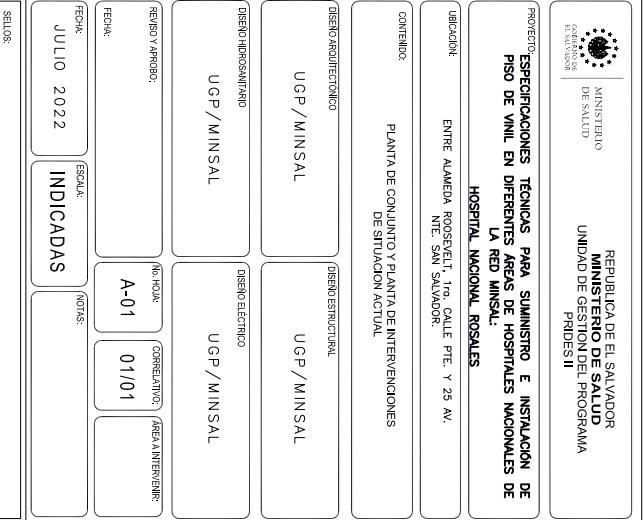 GOBIERNO DE
EL SALVADOR
MINISTERIO
DE SALUD
REPUBLICA DE EL SALVADOR
MINISTERIO DE SALUD
UNIDAD DE GESTION DEL PROGRAMA
PRIDES II
PROYECTO:
ESPECIFICACIONES TÉCNICAS PARA SUMINISTRO E INSTALACIÓN DE
PISO DE VINIL EN DIFERENTES ÁREAS DE HOSPITALES NACIONALES DE
LA RED MINSAL:
HOSPITAL NACIONAL ROSALES
UBICACIÓN:
ENTRE ALAMEDA ROOSEVELT, 1ra. CALLE PTE. Y 25 AV.
NTE. SAN SALVADOR.
CONTENIDO:
PLANTA DE CONJUNTO Y PLANTA DE INTERVENCIONES
DE SITUACION ACTUAL
DISEÑO ARQUITECTÓNICO
UGP/MINSAL
DISEÑO ESTRUCTURAL
UGP/MINSAL
DISEÑO HIDROSANITARIO
UGP/MINSAL
DISEÑO ELÉCTRICO
UGP/MINSAL
REVISO Y APROBO:
FECHA:
No. HOJA:
A-01
CORRELATIVO:
01/01
ÁREA A INTERVENIR:
FECHA:
JULIO 2022
ESCALA:
INDICADAS
NOTAS:
SELLOS: